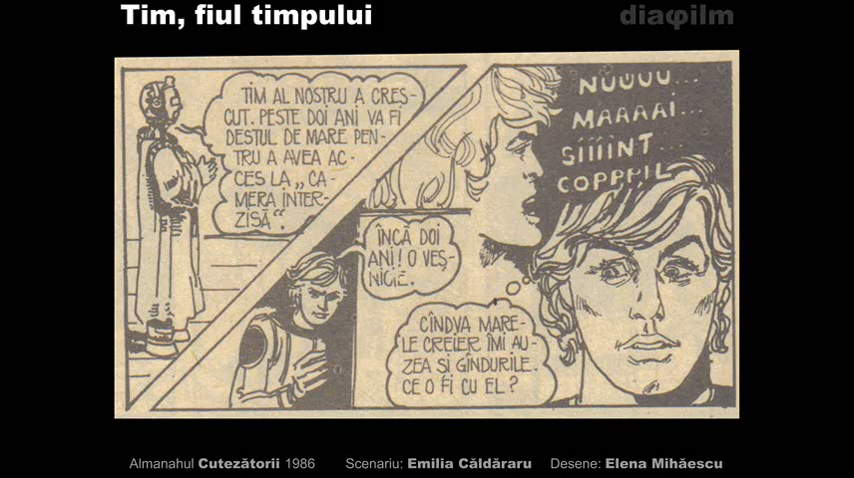 Tim, fiul timpului
diaφilm
TIM AL NOSTRU A CRES-
CUT. PESTE DOI ANI VA FI
DESTUL DE MARE PEN-
TRU A AVEA AC-
CES LA „CA-
MERA INTER-
ZISĂ“.
ÎNCĂ DOI
ANI! O VEȘ-
NICIE.
NUUUU...
MAAAAI...
SÎÎÎÎNT...
COPPPIL
CÎNDVA MARE-
LE CREIER ÎMI AU-
ZEA ȘI GÎNDURILE.
CE O FI CU EL?
Almanahul Cutezătorii 1986 Scenariu: Emilia Căldăraru Desene: Elena Mihăescu